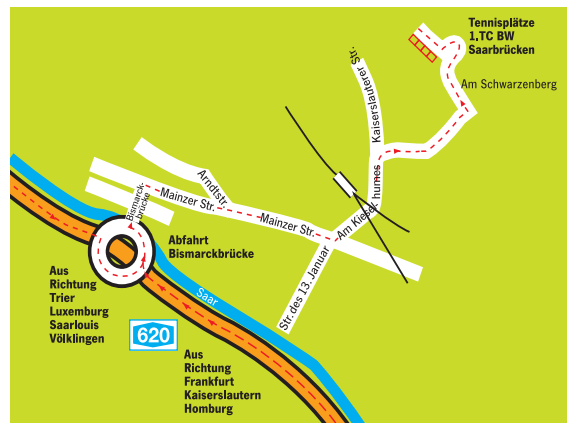 Tennisplätze
1.TC BW
Saarbrücken
Am Schwarzenberg
Kaiserslauterer Str.
Am Kieselhumes
Arndtstr.
Mainzer Str.
Mainzer Str.
Bismarck-
brücke
Str. des 13. Januar
Abfahrt
Bismarckbrücke
Aus
Richtung
Trier
Luxemburg
Saarlouis
Völklingen
Saar
620
Aus
Richtung
Frankfurt
Kaiserslautern
Homburg